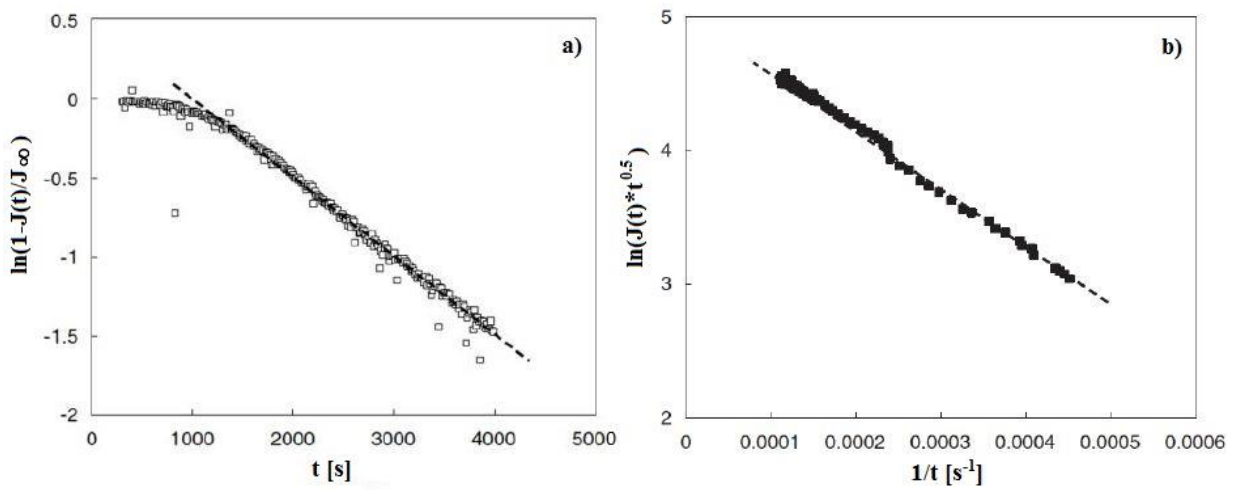 a)
0.5
0
-0.5
-1
-1.5
-2
ln(1-J(t)/J∞)
0 1000 2000 3000 4000 5000
t [s]
b)
5
4
3
2
ln(J(t)*t^0.5)
0 0.0001 0.0002 0.0003 0.0004 0.0005 0.0006
1/t [s⁻¹]